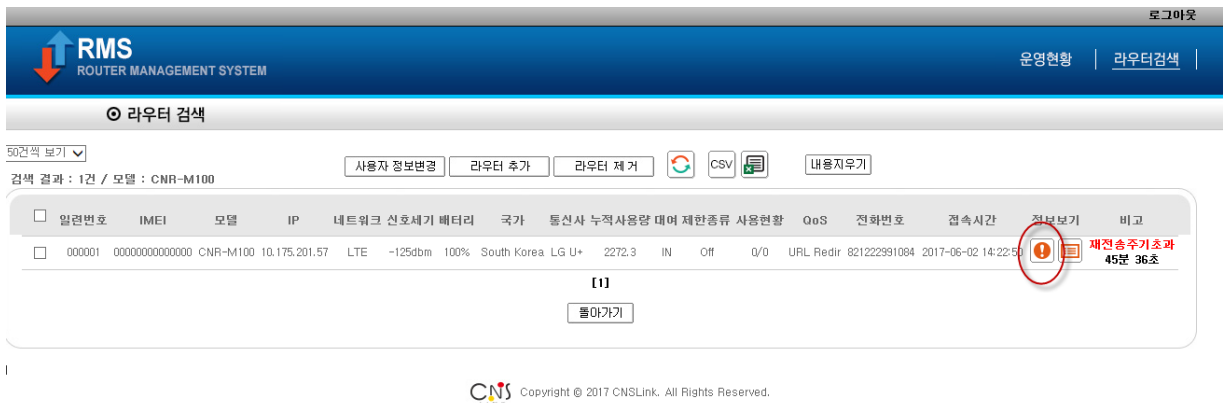 로그아웃
RMS
ROUTER MANAGEMENT SYSTEM
운영현황 라우터검색
라우터 검색
50건씩 보기
사용자 정보변경 라우터 추가 라우터 제거 CSV 내용지우기
검색 결과 : 1건 / 모델 : CNR-M100
일련번호 IMEI 모델 IP 네트워크 신호세기 배터리 국가 통신사 누적사용량 대여 제한종류 사용현황 QoS 전화번호 접속시간 정보보기 비고
000001 00000000000000 CNR-M100 10.175.201.57 LTE -125dbm 100% South Korea LG U+ 2272.3 IN Off 0/0 URL Redir 821222991084 2017-06-02 14:22:50 재전송주기초과
45분 36초
[1]
돌아가기
CNS Copyright © 2017 CNSLink. All Rights Reserved.